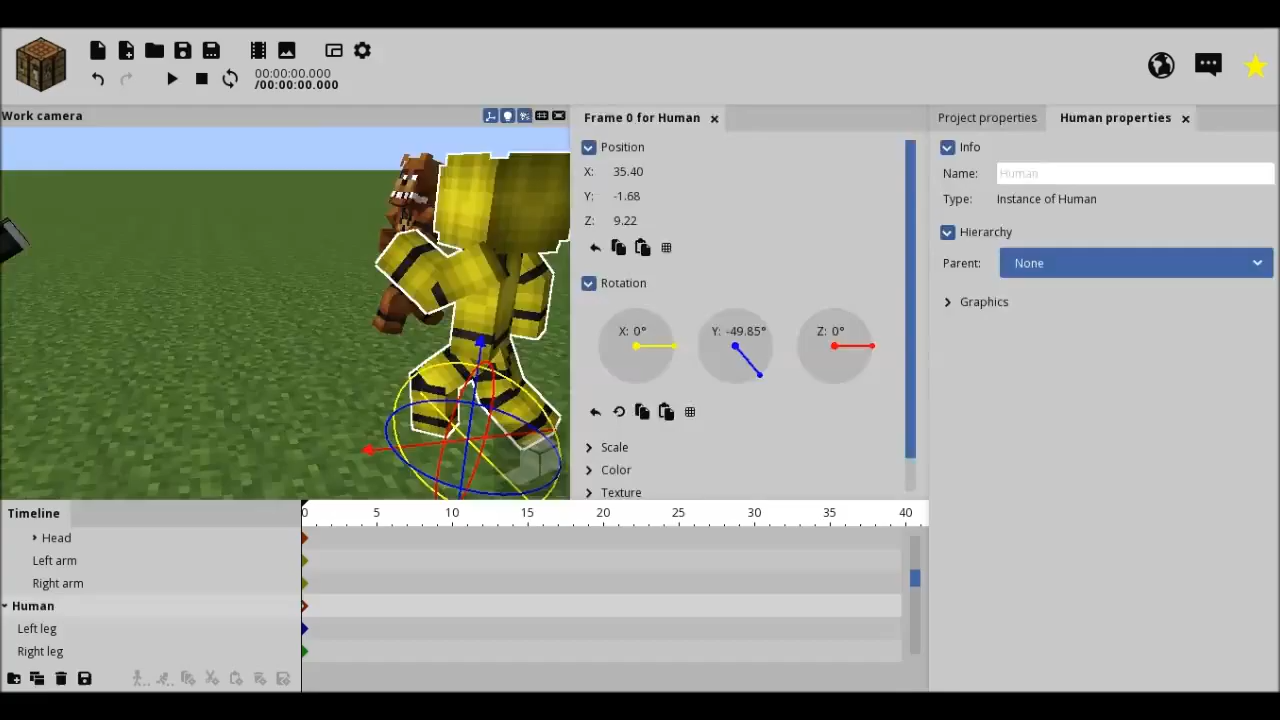 00:00:00.000
/00:00:00.000
Work camera
Frame 0 for Human
Position
X: 35.40
Y: -1.68
Z: 9.22
Rotation
X: 0° Y: -49.85° Z: 0°
Scale
Color
Texture
Project properties Human properties
Info
Name: Human
Type: Instance of Human
Hierarchy
Parent: None
Graphics
Timeline
0 5 10 15 20 25 30 35 40
Head
Left arm
Right arm
Human
Left leg
Right leg